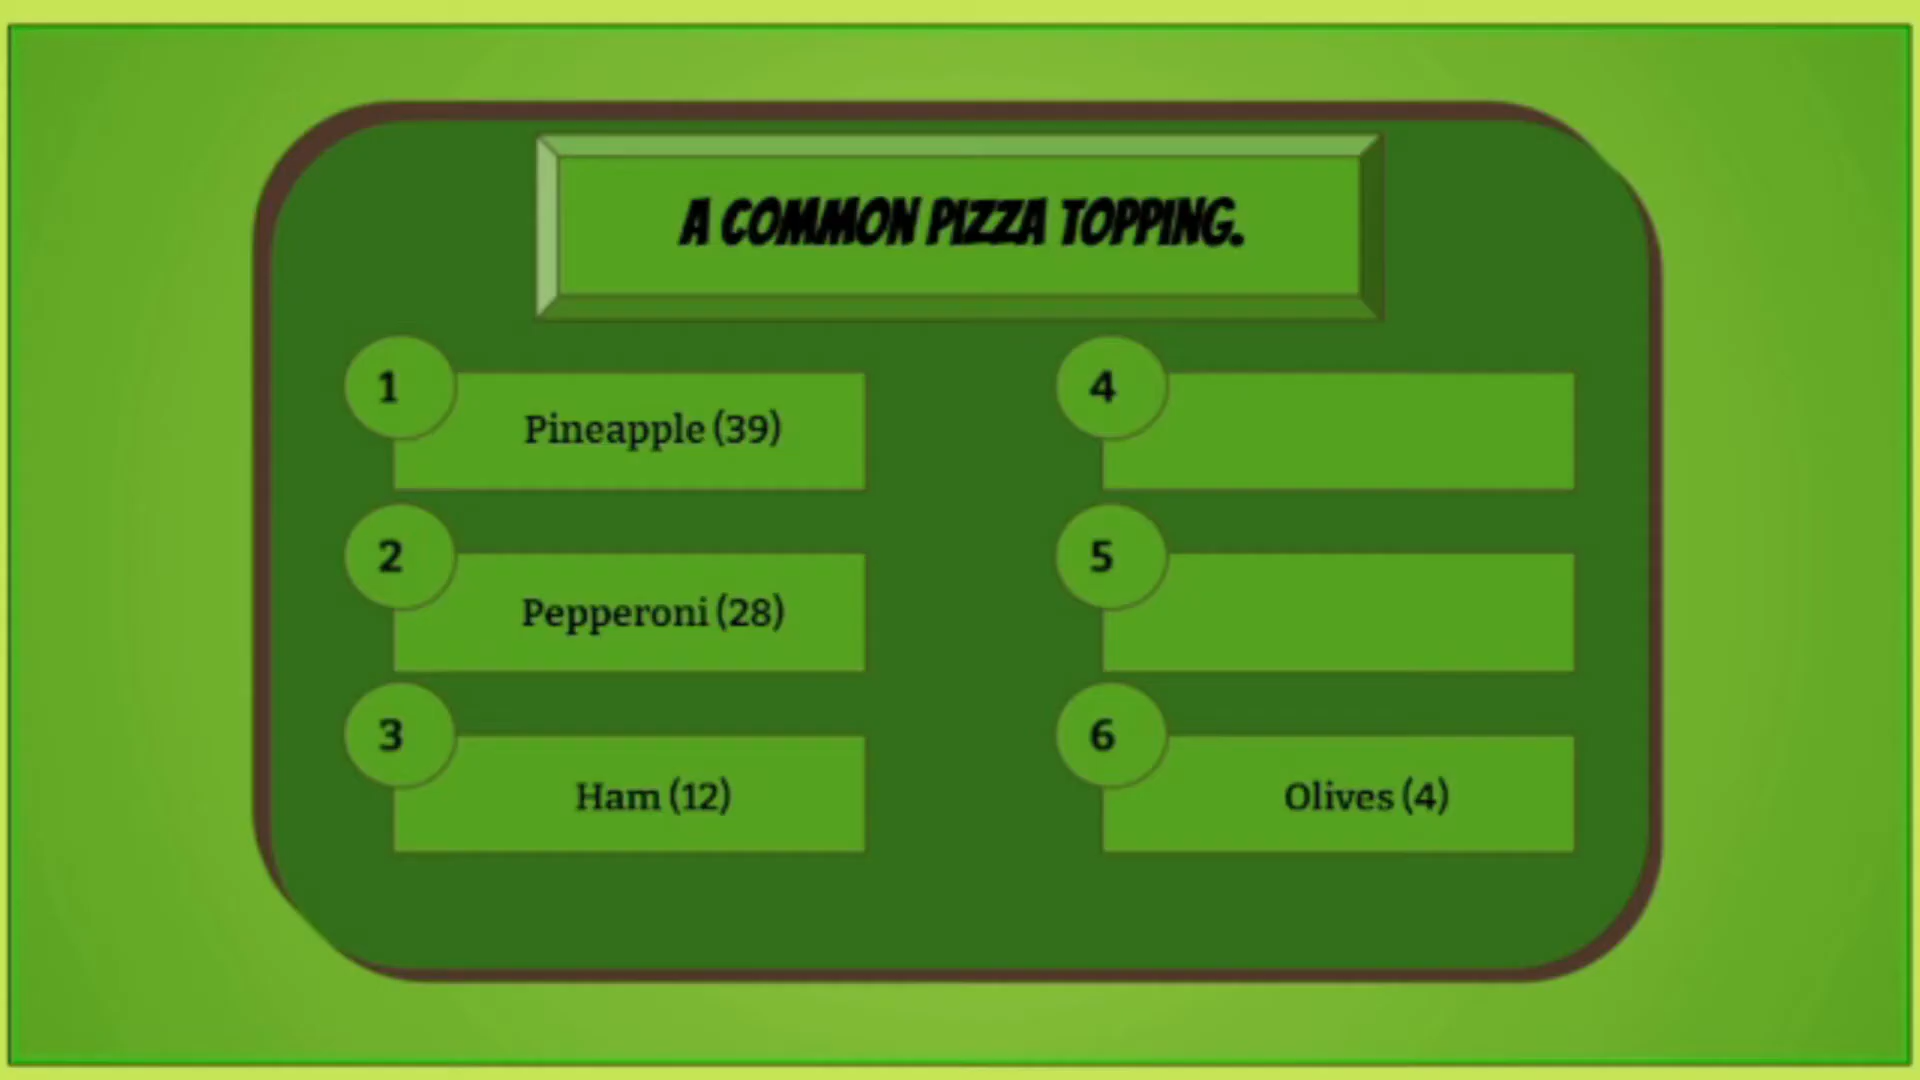 A COMMON PIZZA TOPPING.
1
Pineapple (39)
2
Pepperoni (28)
3
Ham (12)
4
5
6
Olives (4)